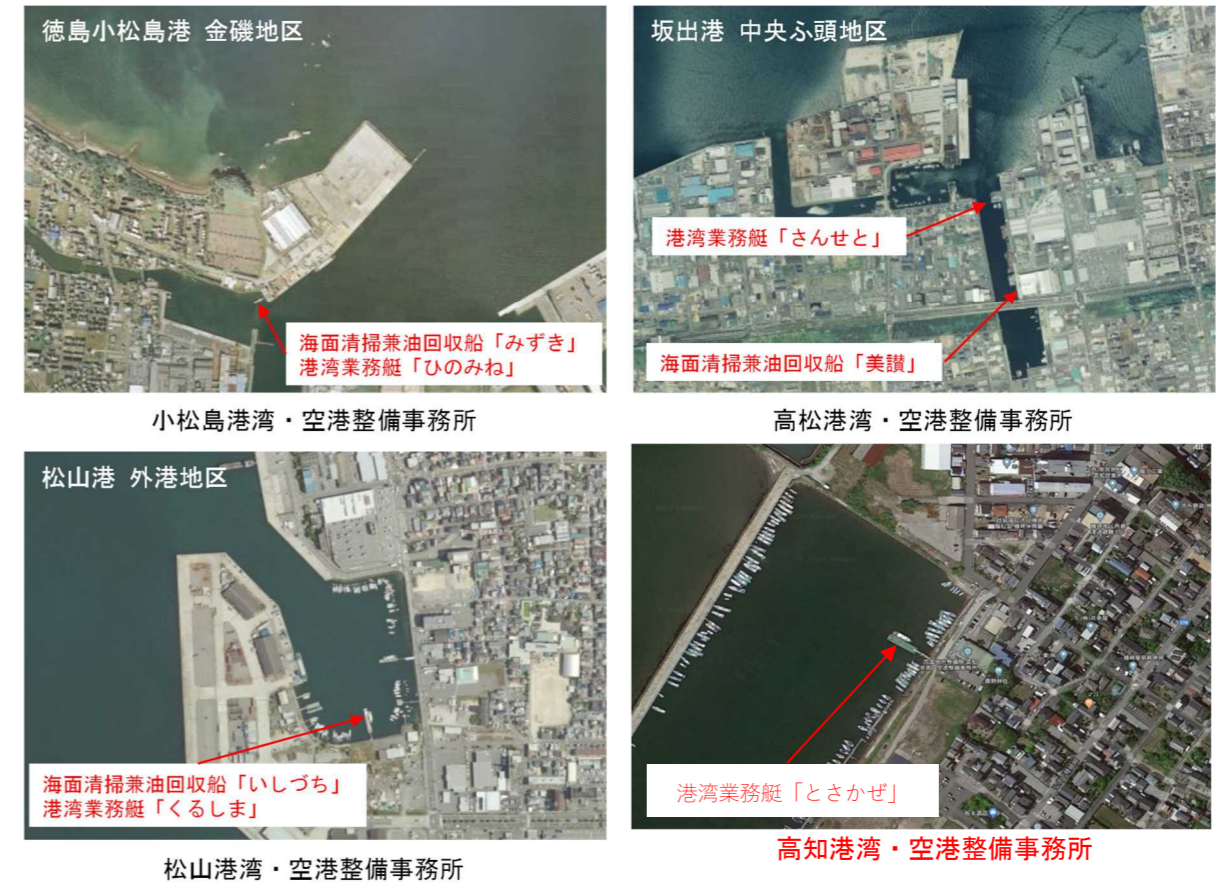 徳島小松島港 金磯地区
海面清掃兼油回収船「みずき」
港湾業務艇「ひのみね」
小松島港湾・空港整備事務所
坂出港 中央ふ頭地区
港湾業務艇「さんせと」
海面清掃兼油回収船「美讃」
高松港湾・空港整備事務所
松山港 外港地区
海面清掃兼油回収船「いしづち」
港湾業務艇「くるしま」
松山港湾・空港整備事務所
港湾業務艇「とさかぜ」
高知港湾・空港整備事務所